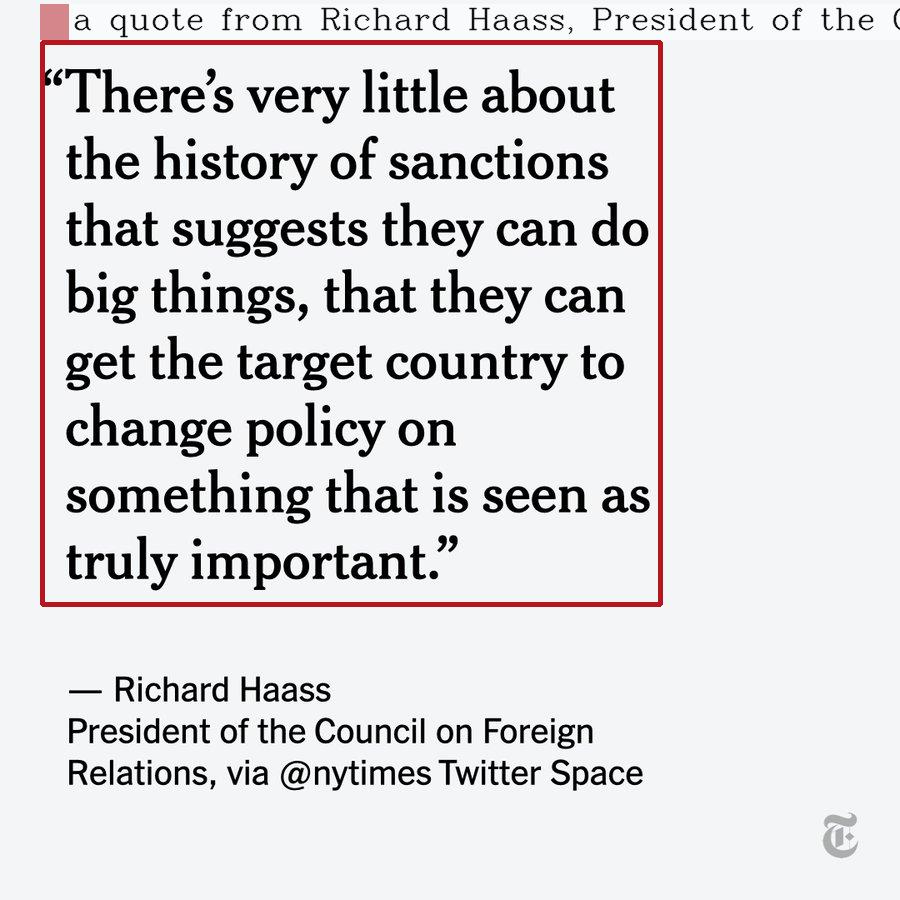 a quote from Richard Haass, President of the
“There’s very little about
the history of sanctions
that suggests they can do
big things, that they can
get the target country to
change policy on
something that is seen as
truly important.”
— Richard Haass
President of the Council on Foreign
Relations, via @nytimes Twitter Space
T